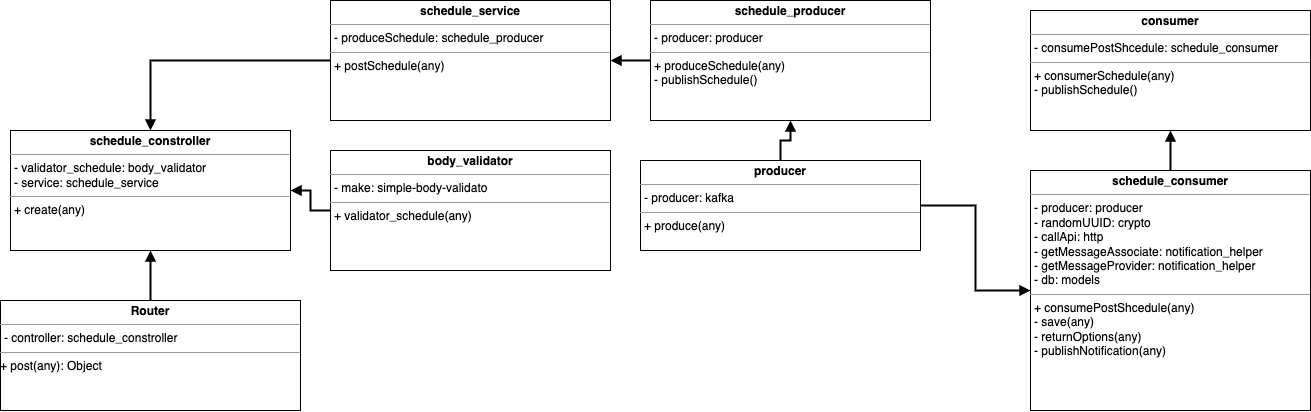 schedule_service
- produceSchedule: schedule_producer
+ postSchedule(any)
schedule_producer
- producer: producer
+ produceSchedule(any)
- publishSchedule()
consumer
- consumePostShcedule: schedule_consumer
+ consumerSchedule(any)
- publishSchedule()
schedule_constroller
- validator_schedule: body_validator
- service: schedule_service
+ create(any)
body_validator
- make: simple-body-validato
+ validator_schedule(any)
producer
- producer: kafka
+ produce(any)
schedule_consumer
- producer: producer
- randomUUID: crypto
- callApi: http
- getMessageAssociate: notification_helper
- getMessageProvider: notification_helper
- db: models
+ consumePostShcedule(any)
- save(any)
- returnOptions(any)
- publishNotification(any)
Router
- controller: schedule_constroller
+ post(any): Object